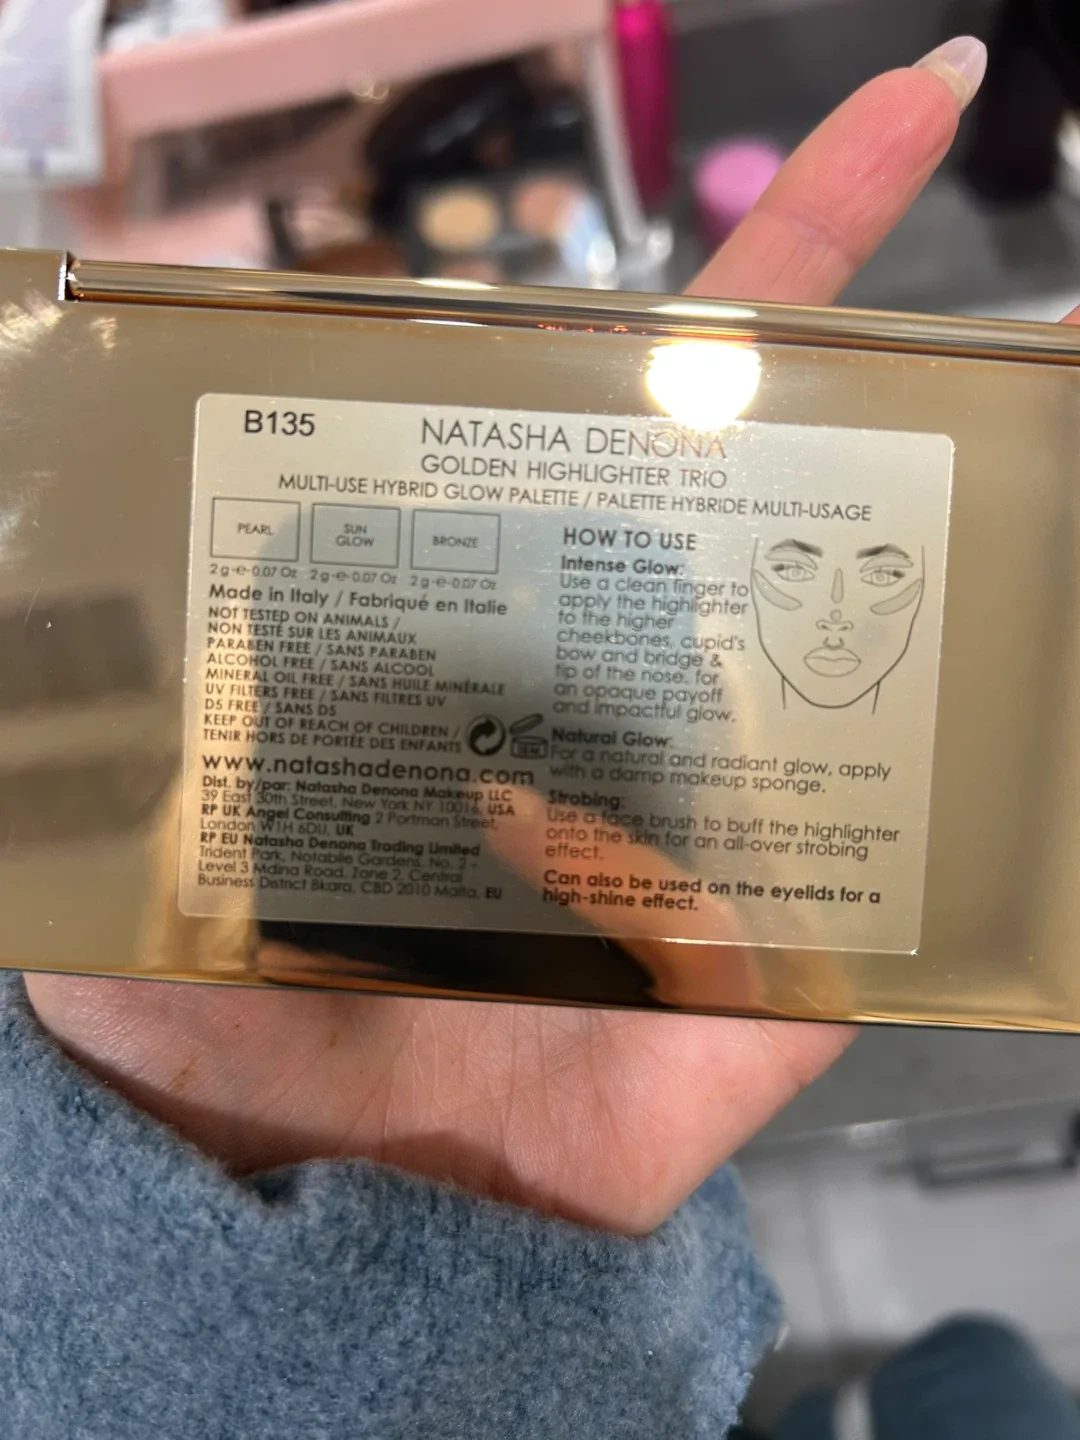 B135
NATASHA DENONA
GOLDEN HIGHLIGHTER TRIO
MULTI-USE HYBRID GLOW PALETTE / PALETTE HYBRIDE MULTI-USAGE
PEARL
SUN
GLOW
BRONZE
2 g ⁃e⁃ 0.07 Oz 2 g ⁃e⁃ 0.07 Oz 2 g ⁃e⁃ 0.07 Oz
Made in Italy / Fabriqué en Italie
NOT TESTED ON ANIMALS /
NON TESTÉ SUR LES ANIMAUX
PARABEN FREE / SANS PARABEN
ALCOHOL FREE / SANS ALCOOL
MINERAL OIL FREE / SANS HUILE MINÉRALE
UV FILTERS FREE / SANS FILTRES UV
D5 FREE / SANS D5
KEEP OUT OF REACH OF CHILDREN /
TENIR HORS DE PORTÉE DES ENFANTS
www.natashadenona.com
Dist. by/par: Natasha Denona Makeup LLC
39 East 30th Street, New York NY 10016, USA
RP UK Angel Consulting 2 Portman Street,
London W1H 6DU, UK
RP EU Natasha Denona Trading Limited
Trident Park, Notabile Gardens, No. 2 -
Level 3 Mdina Road, Zone 2, Central
Business District Bkara, CBD 2010 Malta, EU
HOW TO USE
Intense Glow:
Use a clean finger to
apply the highlighter
to the higher
cheekbones, cupid's
bow and bridge &
tip of the nose, for
an opaque payoff
and impactful glow.
Natural Glow:
For a natural and radiant glow, apply
with a damp makeup sponge.
Strobing:
Use a face brush to buff the highlighter
onto the skin for an all-over strobing
effect.
Can also be used on the eyelids for a
high-shine effect.